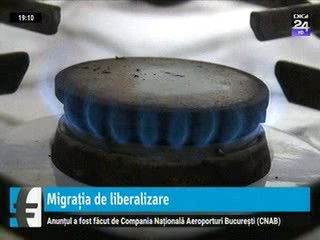 19:10
DIGI
24
HD
Migrația de liberalizare
Anunțul a fost făcut de Compania Națională Aeroporturi București (CNAB)